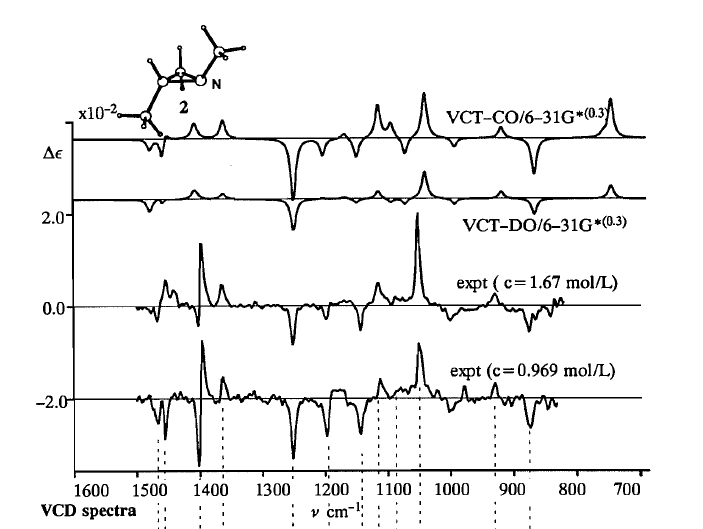 N
2
x10−2
VCT–CO/6–31G*(0.3)
Δϵ
2.0
VCT–DO/6–31G*(0.3)
expt ( c=1.67 mol/L)
0.0
expt (c=0.969 mol/L)
−2.0
1600 1500 1400 1300 1200 1100 1000 900 800 700
VCD spectra ν cm−1